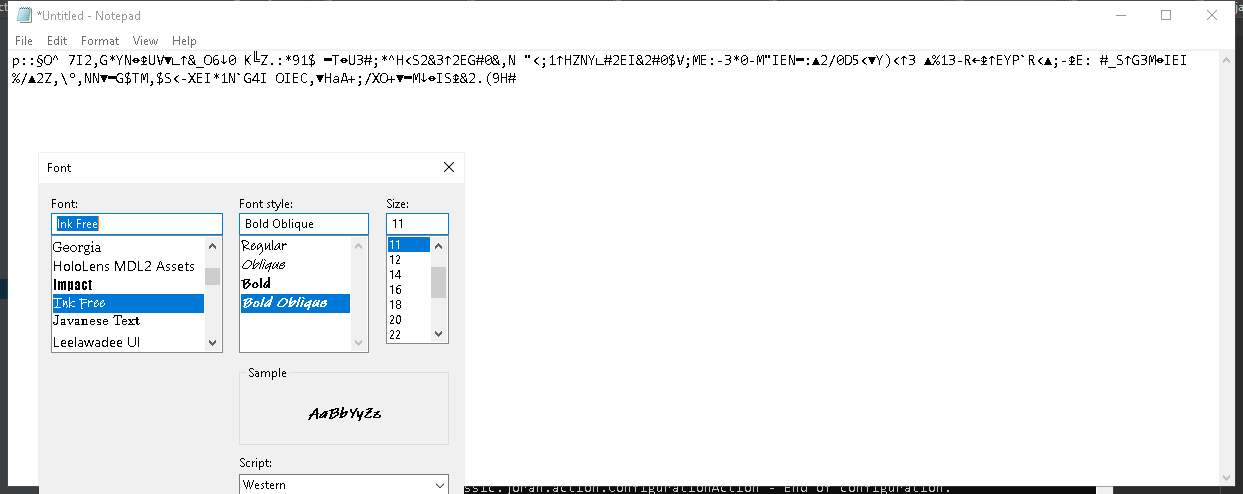 *Untitled - Notepad
File Edit Format View Help
p::§O^ 7I2,G*YN↔↨UV▼∟↑&_O6↓0 K╚Z.:*91$ ▬T↔U3#;*^H<S2&3↑2EG#0&,N "<;1↑HZNY∟#2EI&2#0$V;ME:-3*0-M"IEN▬:▲2/0D5<▼Y)<↑3 ▲%13-R←↨↑EYP`R<▲;-↨E: #_S↑G3M↔IEI
%/▲2Z,\°,NN▼▬G$TM,$S<-XEI*1N`G4I OIEC,▼HaA+;/XO+▼▬M↓↔IS↨&2.(9H#
Font
Font: Font style: Size:
Ink Free Bold Oblique 11
Georgia Regular 11
HoloLens MDL2 Assets Oblique 12
Impact Bold 14
Ink Free Bold Oblique 16
Javanese Text 18
Leelawadee UI 20
22
Sample
AaBbYyZz
Script:
Western
ssic.joran.action.ConfigurationAction - End of configuration.